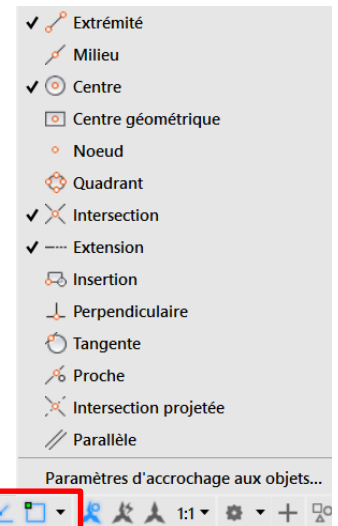 Extrémité
Milieu
Centre
Centre géométrique
Noeud
Quadrant
Intersection
Extension
Insertion
Perpendiculaire
Tangente
Proche
Intersection projetée
Parallèle
Paramètres d'accrochage aux objets...
1:1